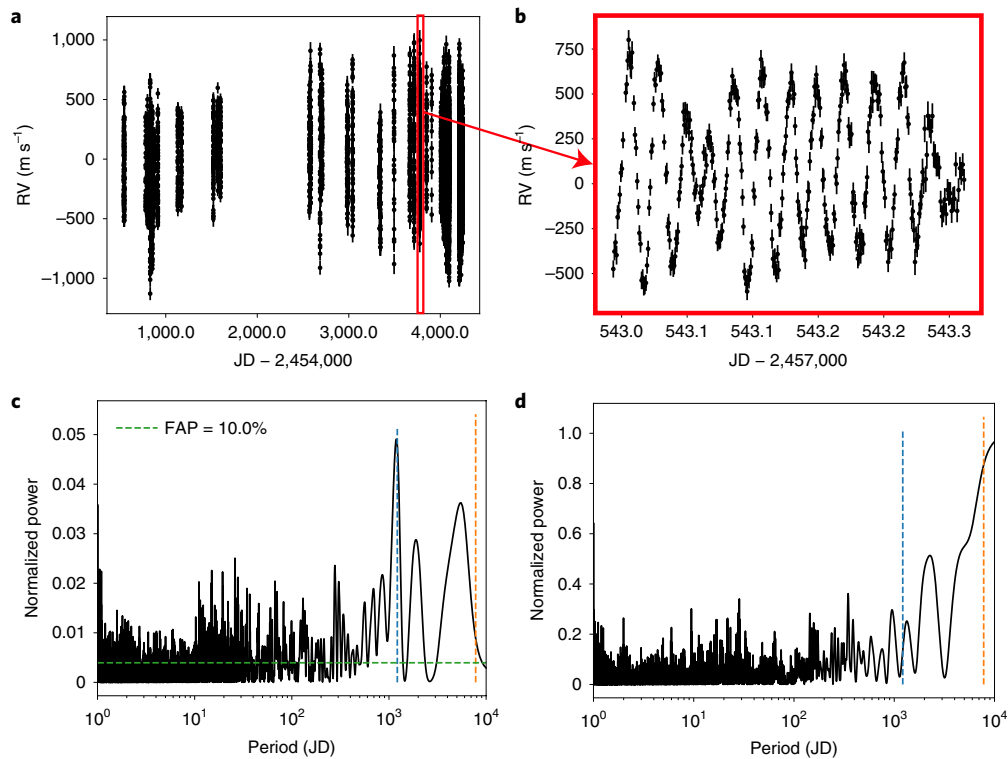 a
1,000
500
0
−500
−1,000
RV (m s⁻¹)
1,000.0 2,000.0 3,000.0 4,000.0
JD − 2,454,000
b
750
500
250
0
−250
−500
RV (m s⁻¹)
543.0 543.1 543.1 543.2 543.2 543.3
JD − 2,457,000
c
FAP = 10.0%
0.05
0.04
0.03
0.02
0.01
0
Normalized power
10⁰ 10¹ 10² 10³ 10⁴
Period (JD)
d
1.0
0.8
0.6
0.4
0.2
0
Normalized power
10⁰ 10¹ 10² 10³ 10⁴
Period (JD)